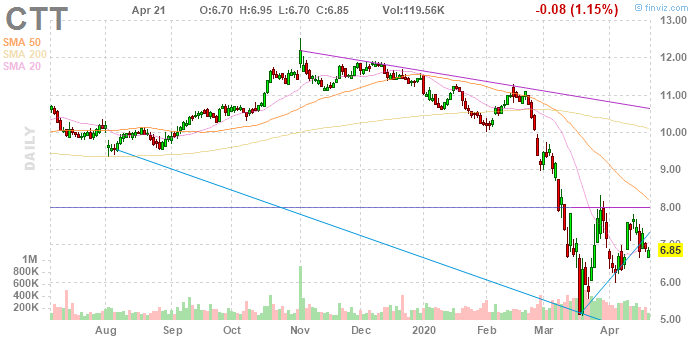 CTT
Apr 21 O:6.70 H:6.95 L:6.70 C:6.85 Vol:119.56K -0.08 (1.15%)
© finviz.com
SMA 50
SMA 200
SMA 20
DAILY
13.00
12.00
11.00
10.00
9.00
8.00
7.00
6.85
6.00
5.00
1M
800K
600K
400K
200K
Aug Sep Oct Nov Dec 2020 Feb Mar Apr